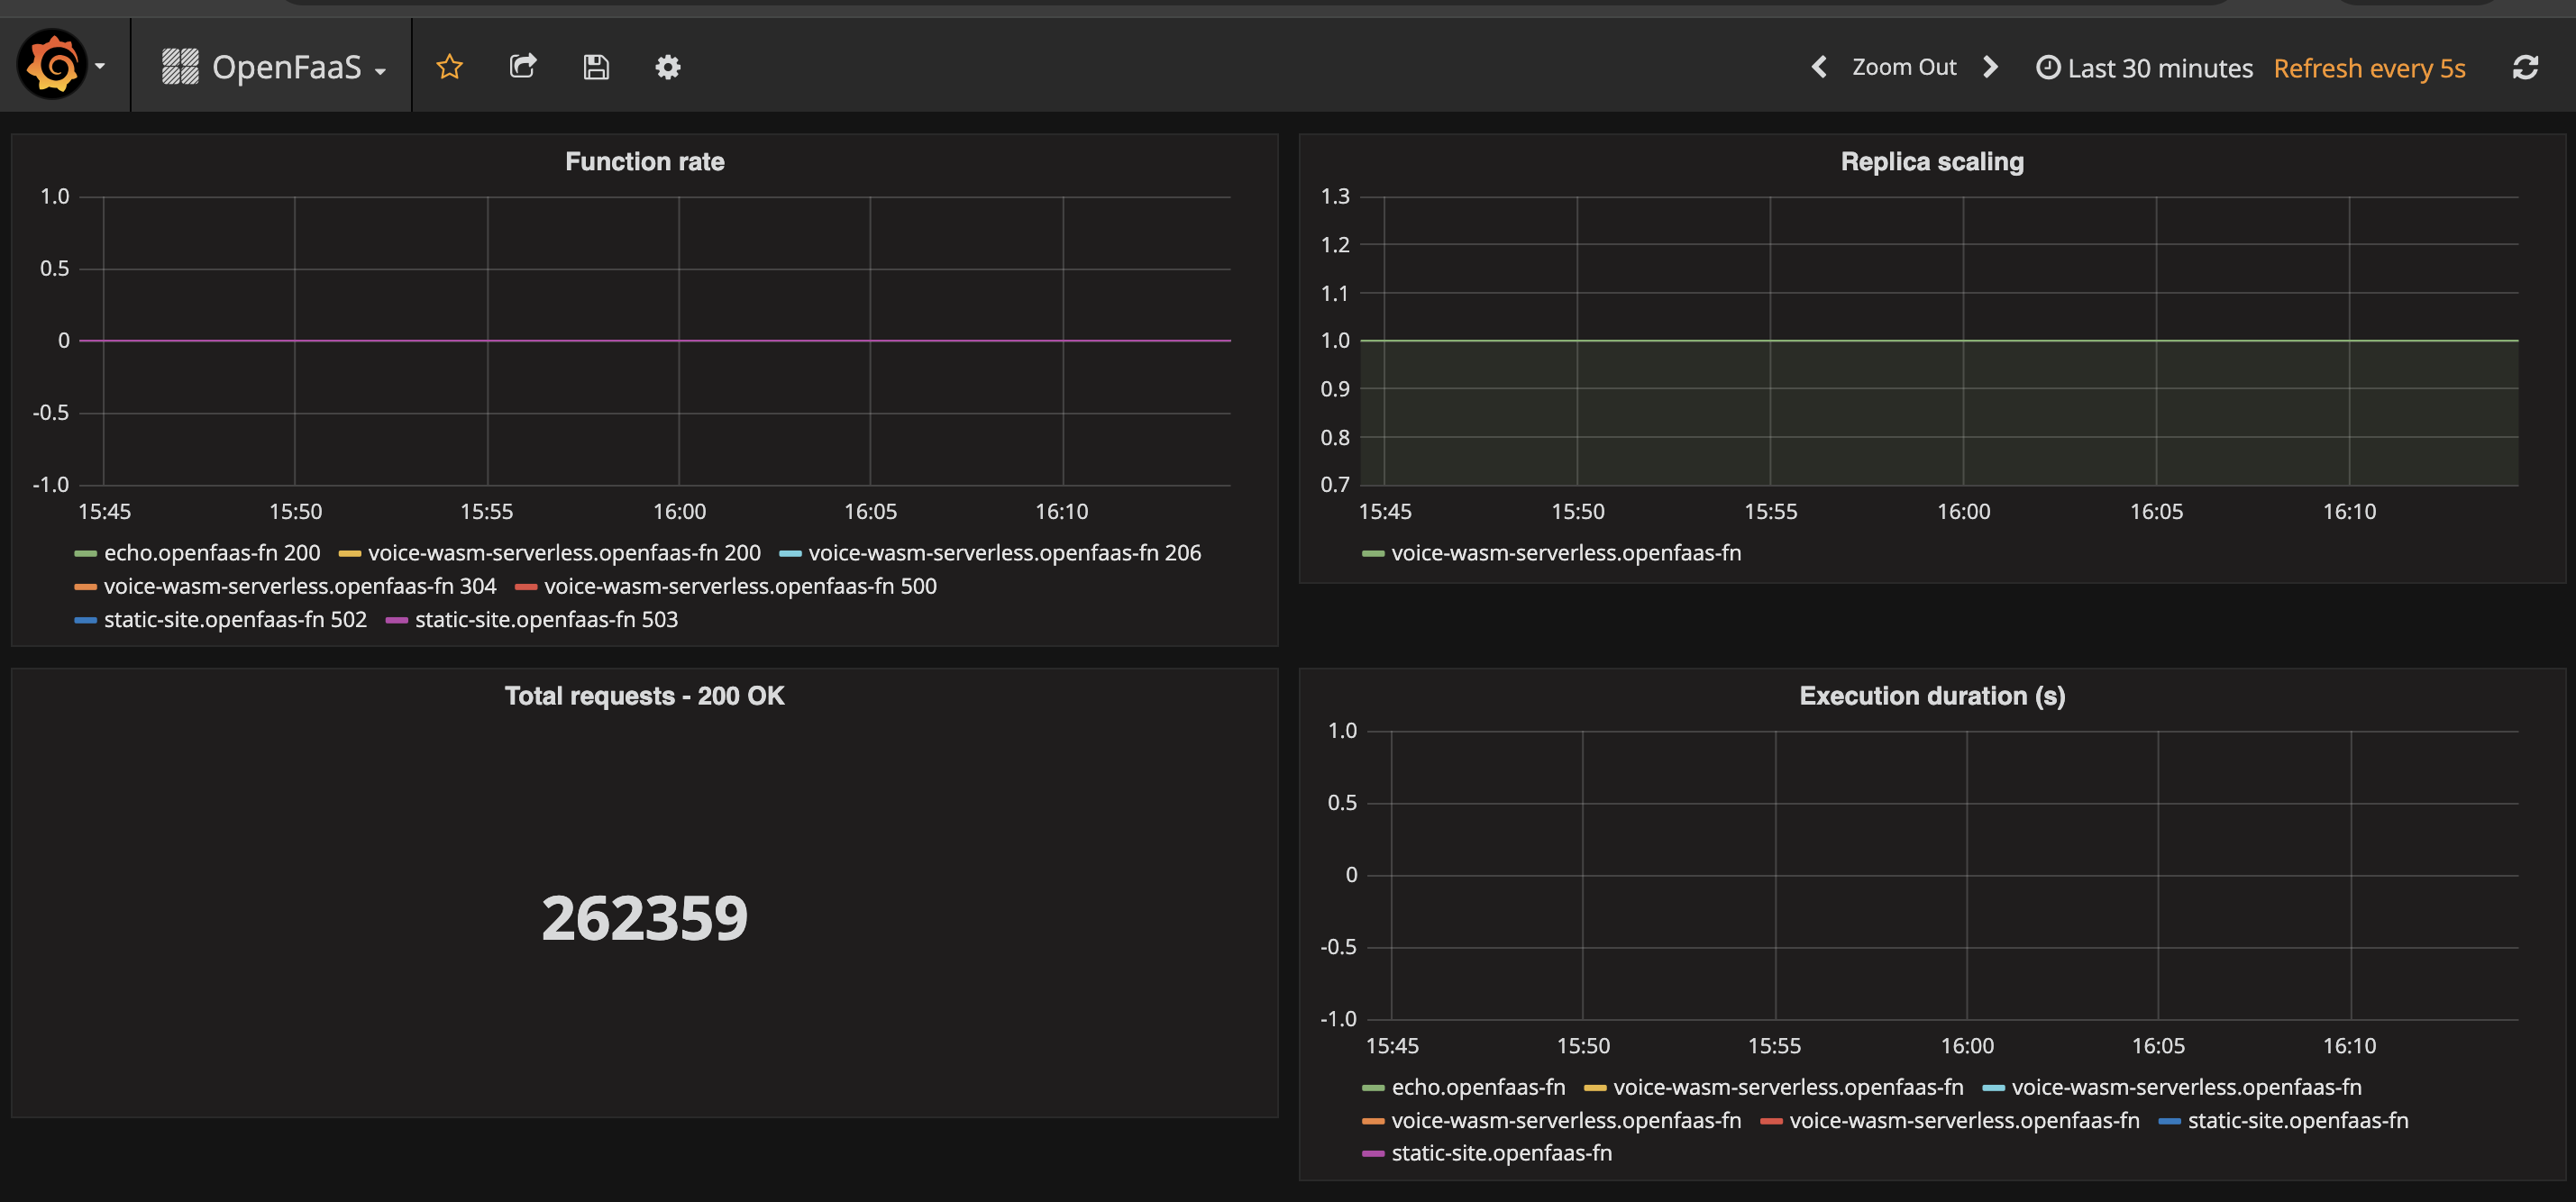 OpenFaaS
Zoom Out
Last 30 minutes
Refresh every 5s
Function rate
1.0
0.5
0
-0.5
-1.0
15:45 15:50 15:55 16:00 16:05 16:10
echo.openfaas-fn 200 voice-wasm-serverless.openfaas-fn 200 voice-wasm-serverless.openfaas-fn 206
voice-wasm-serverless.openfaas-fn 304 voice-wasm-serverless.openfaas-fn 500
static-site.openfaas-fn 502 static-site.openfaas-fn 503
Replica scaling
1.3
1.2
1.1
1.0
0.9
0.8
0.7
15:45 15:50 15:55 16:00 16:05 16:10
voice-wasm-serverless.openfaas-fn
Total requests - 200 OK
262359
Execution duration (s)
1.0
0.5
0
-0.5
-1.0
15:45 15:50 15:55 16:00 16:05 16:10
echo.openfaas-fn voice-wasm-serverless.openfaas-fn voice-wasm-serverless.openfaas-fn
voice-wasm-serverless.openfaas-fn voice-wasm-serverless.openfaas-fn static-site.openfaas-fn
static-site.openfaas-fn